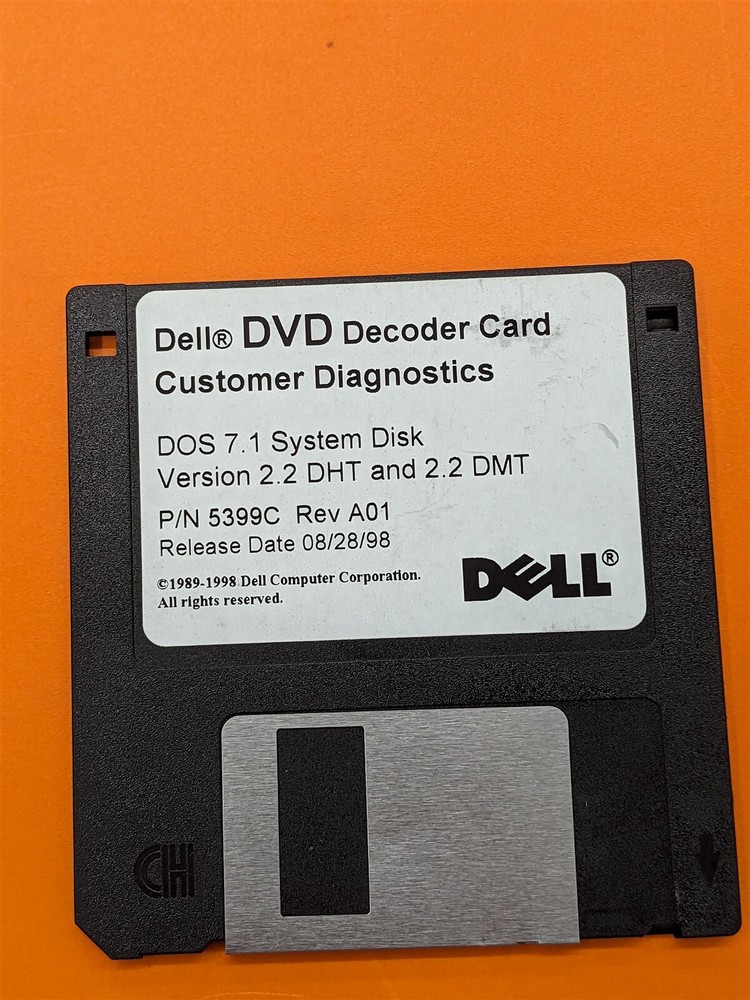 Dell® DVD Decoder Card
Customer Diagnostics
DOS 7.1 System Disk
Version 2.2 DHT and 2.2 DMT
P/N 5399C Rev A01
Release Date 08/28/98
©1989-1998 Dell Computer Corporation.
All rights reserved.
DELL®